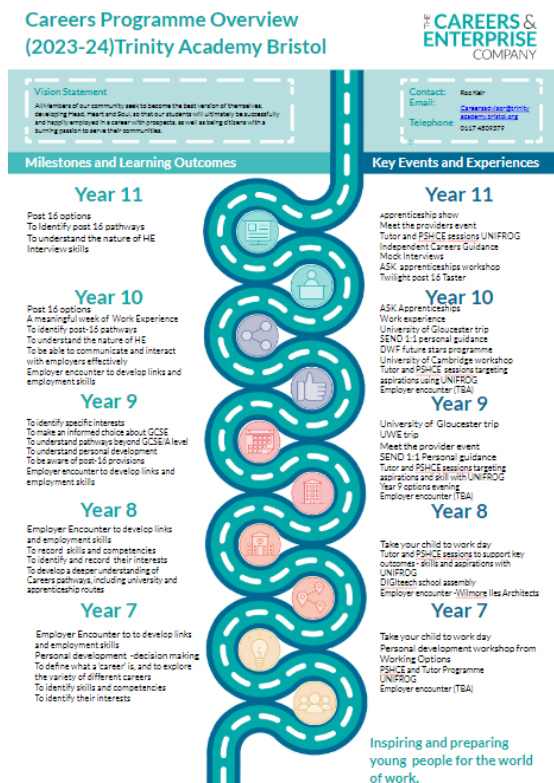 Careers Programme Overview
(2023-24)Trinity Academy Bristol
THE CAREERS &
ENTERPRISE
COMPANY
Vision Statement
All Members of our community seek to become the best version of themselves,
developing Head, Heart and Soul, so that our students will ultimately be successfully
and happily employed in a career with prospects, as well as being citizens with a
burning passion to serve their communities.
Contact: Roz Keir
Email: Careersadvisor@trinity
academy.bristol.org
Telephone 0117 4509379
:
Milestones and Learning Outcomes
Year 11
Post 16 options
To Identify post 16 pathways
To understand the nature of HE
Interview skills
Year 10
Post 16 options
A meaningful week of Work Experience
To identify post-16 pathways
To understand the nature of HE
To be able to communicate and interact
with employers effectively
Employer encounter to develop links and
employment skills
Year 9
To identify specific interests
To make an informed choice about GCSE
To understand pathways beyond GCSE/A level
To understand personal development
To be aware of post-16 provisions
Employer encounter to develop links and
employment skills
Year 8
Employer Encounter to develop links
and employment skills
To record skills and competencies
To identify and record their interests
To develop a deeper understanding of
Careers pathways, including university and
apprenticeship routes
Year 7
Employer Encounter to to develop links
and employment skills
Personal development -decision making
To define what a 'career' is, and to explore
the variety of different careers
To identify skills and competencies
To identify their interests
Key Events and Experiences
Year 11
Apprenticeship show
Meet the providers event
Tutor and PSHCE sessions UNIFROG
Independent Careers Guidance
Mock Interviews
ASK apprenticeships workshop
Twilight post 16 Taster
Year 10
ASK Apprenticeships
Work experience
University of Gloucester trip
SEND 1:1 personal guidance
DWF future stars programme
University of Cambridge workshop
Tutor and PSHCE sessions targeting
aspirations using UNIFROG
Employer encounter (TBA)
Year 9
University of Gloucester trip
UWE trip
Meet the provider event
SEND 1:1 Personal guidance
Tutor and PSHCE sessions targeting
aspirations and skill with UNIFROG
Year 9 options evening
Employer encounter (TBA)
Year 8
Take your child to work day
Tutor and PSHCE sessions to support key
outcomes - skills and aspirations with
UNIFROG
DIGItech school assembly
Employer encounter -Wilmore Iles Architects
Year 7
Take your child to work day
Personal development workshop from
Working Options
PSHCE and Tutor Programme
UNIFROG
Employer encounter (TBA)
Inspiring and preparing
young people for the world
of work.